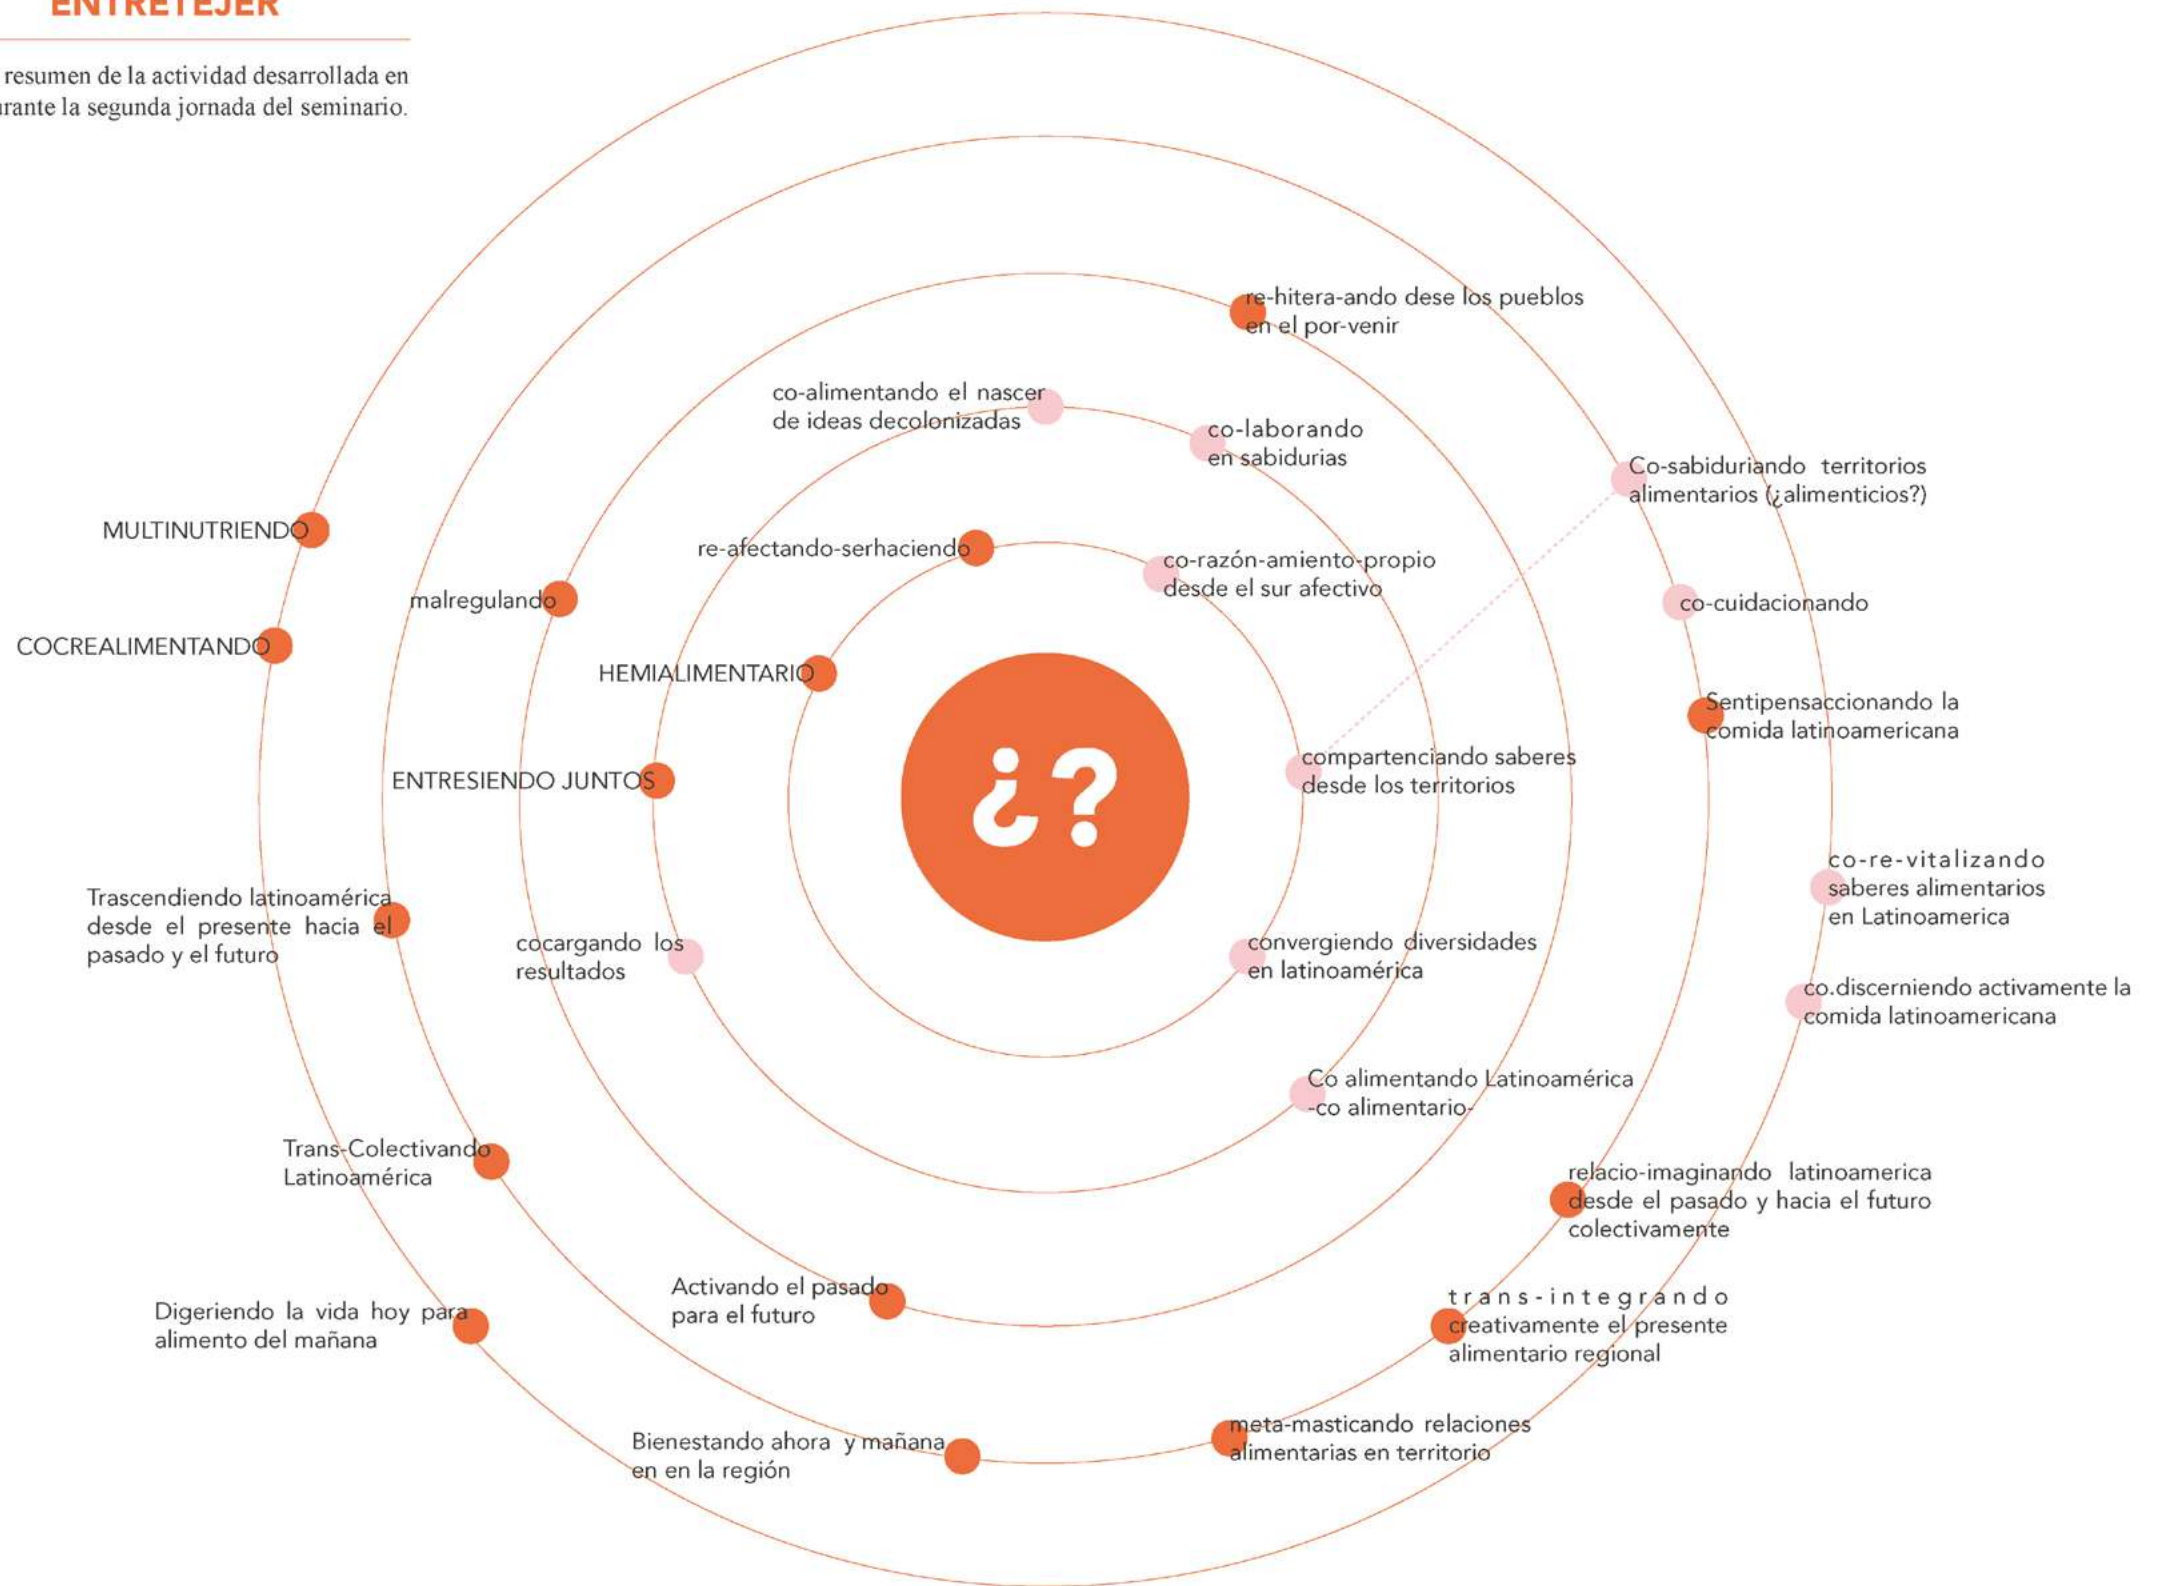 ENTRETEJER
resumen de la actividad desarrollada en
durante la segunda jornada del seminario.
re-hitera-ando dese los pueblos
en el por-venir
co-alimentando el nascer
de ideas decolonizadas
co-laborando
en sabidurias
Co-sabiduriando territorios
alimentarios (¿alimenticios?)
MULTINUTRIENDO
re-afectando-serhaciendo
co-razón-amiento-propio
desde el sur afectivo
malregulando
co-cuidacionando
COCREALIMENTANDO
HEMIALIMENTARIO
Sentipensaccionando la
comida latinoamericana
¿?
ENTRESIENDO JUNTOS
compartenciando saberes
desde los territorios
co-re-vitalizando
saberes alimentarios
en Latinoamerica
Trascendiendo latinoamérica
desde el presente hacia el
pasado y el futuro
cocargando los
resultados
convergiendo diversidades
en latinoamérica
co.discerniendo activamente la
comida latinoamericana
Co alimentando Latinoamérica
-co alimentario-
Trans-Colectivando
Latinoamérica
relacio-imaginando latinoamerica
desde el pasado y hacia el futuro
colectivamente
Activando el pasado
para el futuro
Digeriendo la vida hoy para
alimento del mañana
trans-integrando
creativamente el presente
alimentario regional
Bienestando ahora y mañana
en en la región
meta-masticando relaciones
alimentarias en territorio